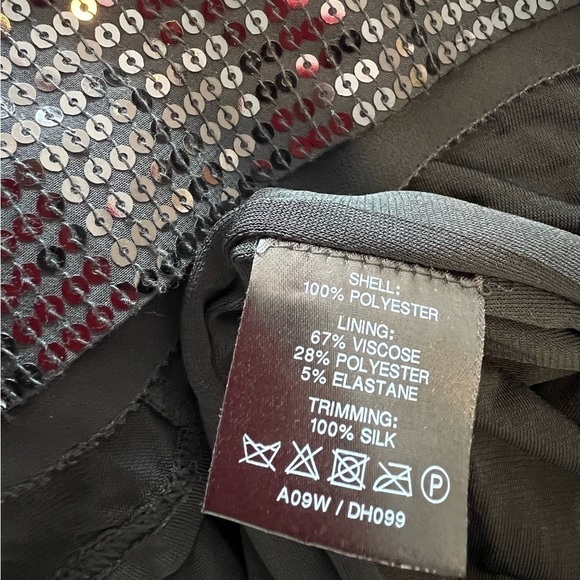 SHELL:
100% POLYESTER
LINING:
67% VISCOSE
28% POLYESTER
5% ELASTANE
TRIMMING:
100% SILK
P
A09W / DH099